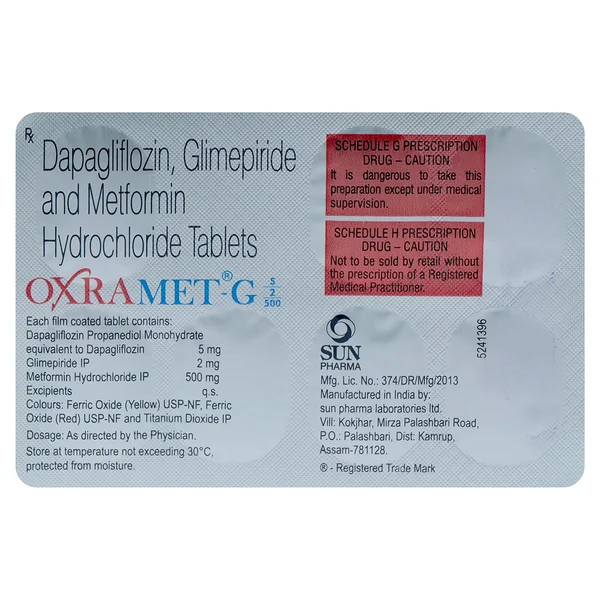 Rx
Dapagliflozin, Glimepiride
and Metformin
Hydrochloride Tablets
OXRAMET®-G 5/2/500
Each film coated tablet contains:
Dapagliflozin Propanediol Monohydrate
equivalent to Dapagliflozin 5 mg
Glimepiride IP 2 mg
Metformin Hydrochloride IP 500 mg
Excipients q.s.
Colours: Ferric Oxide (Yellow) USP-NF, Ferric
Oxide (Red) USP-NF and Titanium Dioxide IP
Dosage: As directed by the Physician.
Store at temperature not exceeding 30°C,
protected from moisture.
SCHEDULE G PRESCRIPTION
DRUG – CAUTION
It is dangerous to take this
preparation except under medical
supervision.
SCHEDULE H PRESCRIPTION
DRUG – CAUTION
Not to be sold by retail without
the prescription of a Registered
Medical Practitioner.
SUN
PHARMA
Mfg. Lic. No.: 374/DR/Mfg/2013
Manufactured in India by:
sun pharma laboratories ltd.
Vill: Kokjhar, Mirza Palashbari Road,
P.O.: Palashbari, Dist: Kamrup,
Assam-781128.
® - Registered Trade Mark
5241396